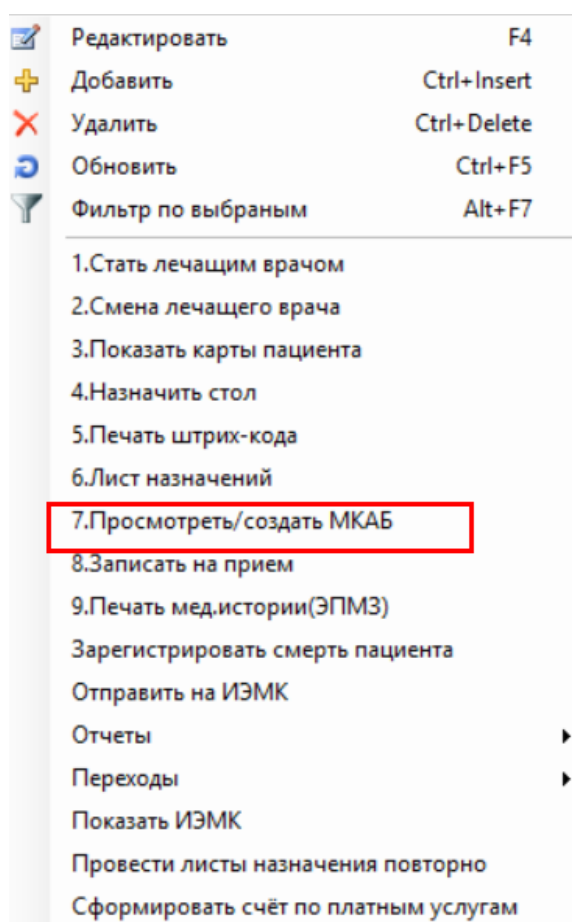 Редактировать F4
Добавить Ctrl+Insert
Удалить Ctrl+Delete
Обновить Ctrl+F5
Фильтр по выбраным Alt+F7
1.Стать лечащим врачом
2.Смена лечащего врача
3.Показать карты пациента
4.Назначить стол
5.Печать штрих-кода
6.Лист назначений
7.Просмотреть/создать МКАБ
8.Записать на прием
9.Печать мед.истории(ЭПМЗ)
Зарегистрировать смерть пациента
Отправить на ИЭМК
Отчеты
Переходы
Показать ИЭМК
Провести листы назначения повторно
Сформировать счёт по платным услугам